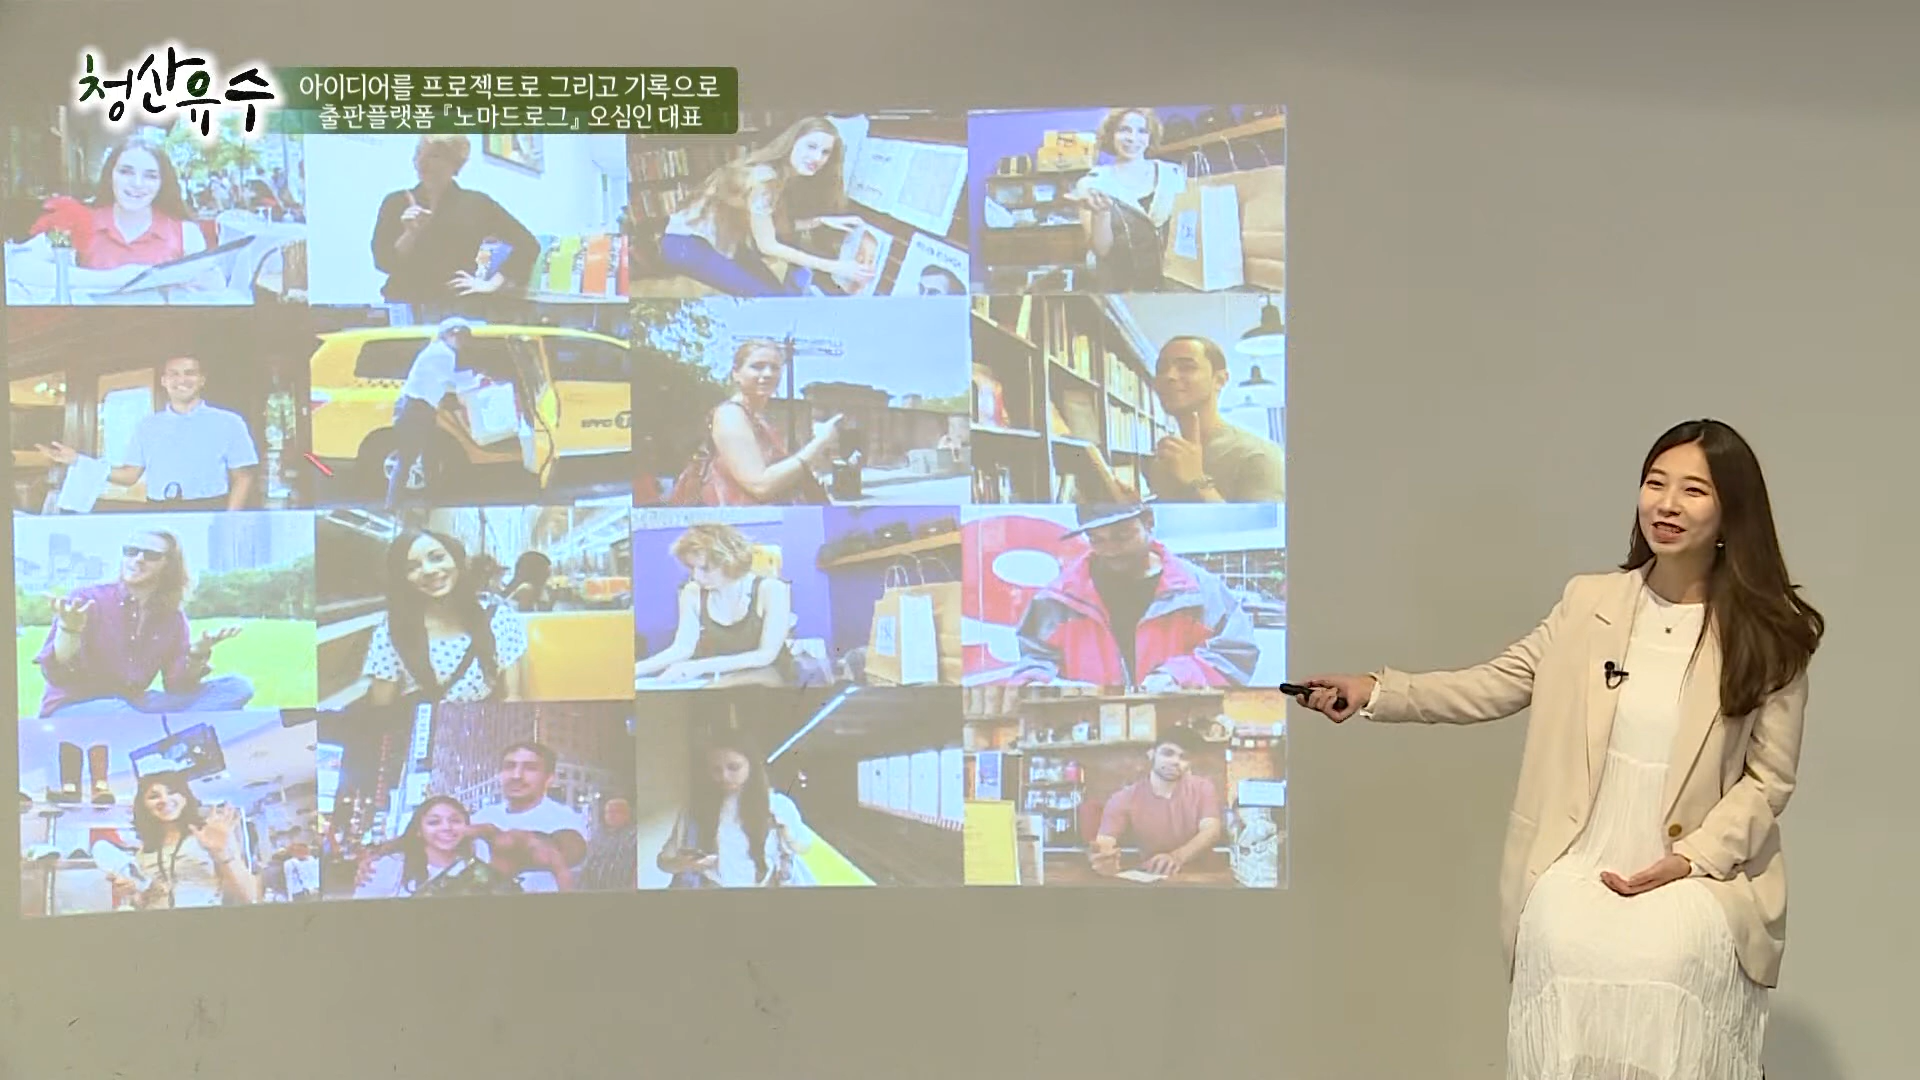 청산유수
아이디어를 프로젝트로 그리고 기록으로
출판플랫폼 『노마드로그』 오심인 대표